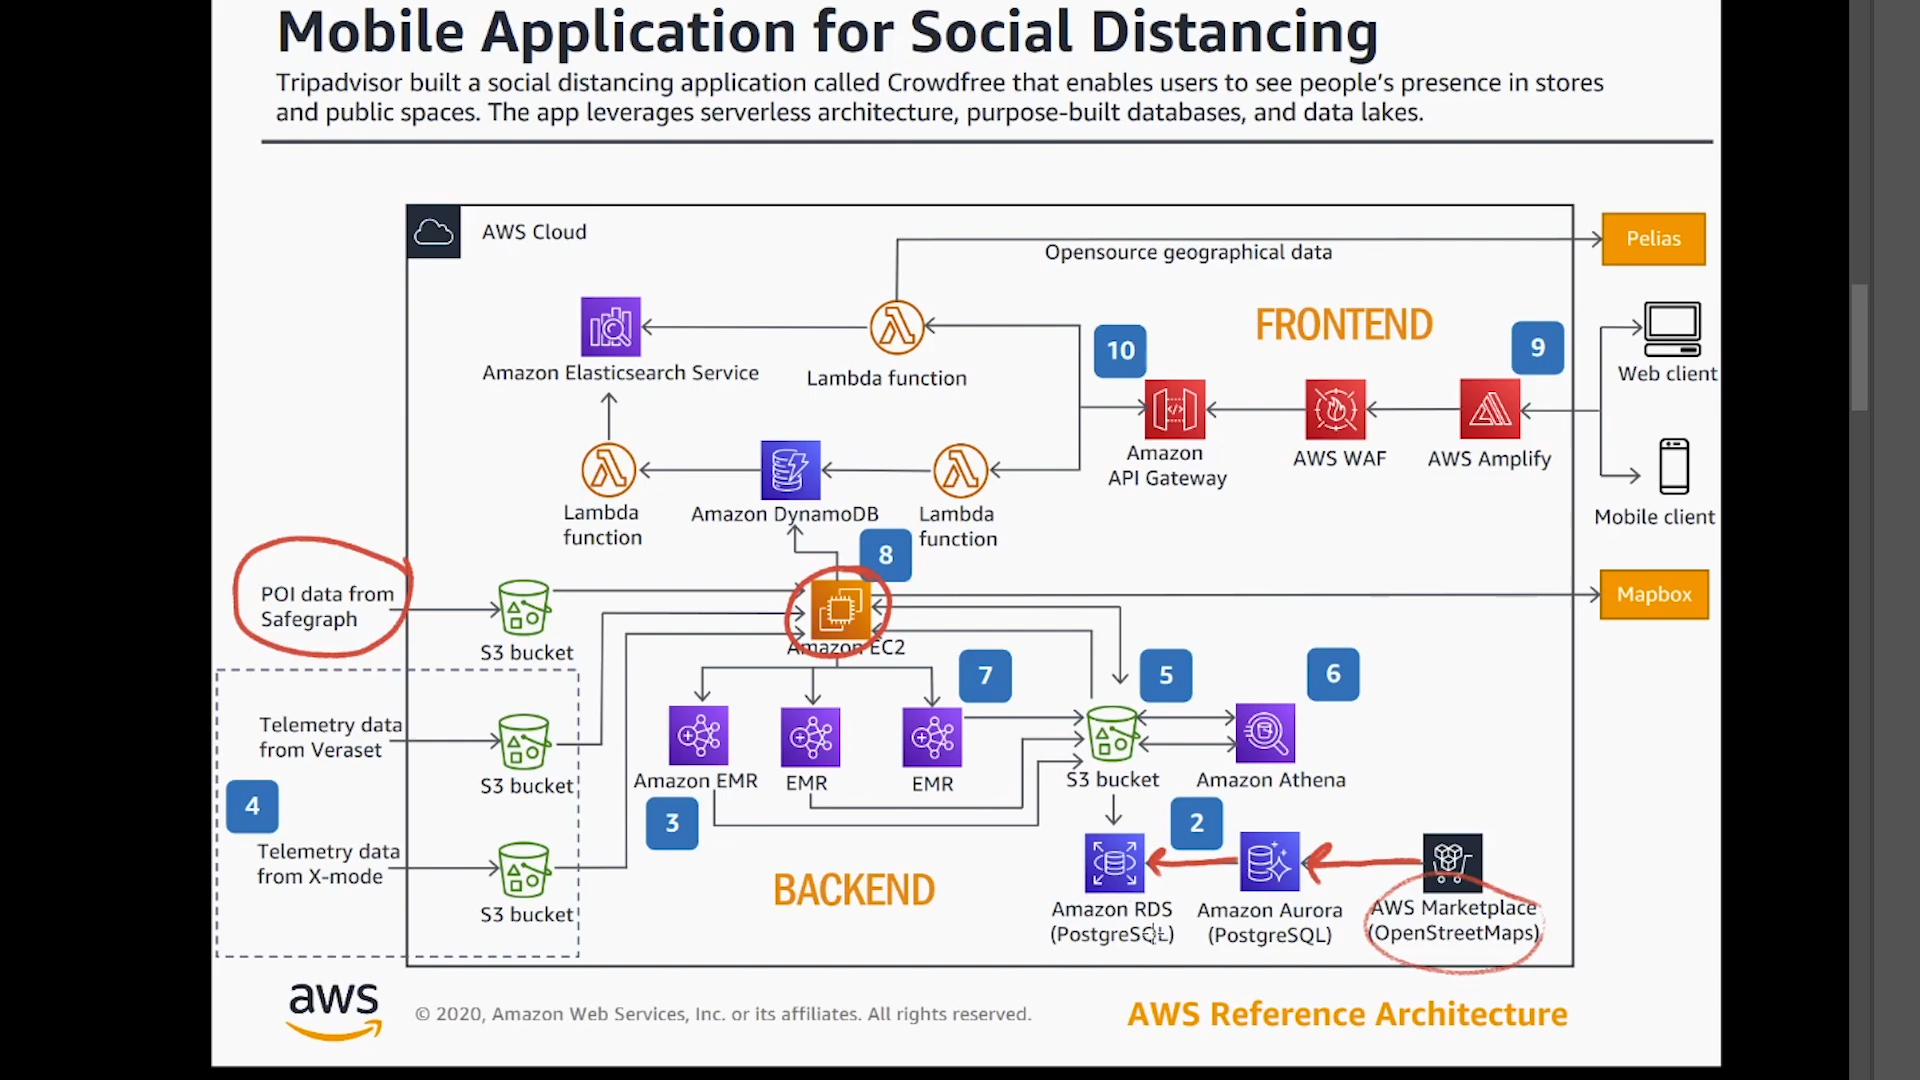 Mobile Application for Social Distancing
Tripadvisor built a social distancing application called Crowdfree that enables users to see people's presence in stores
and public spaces. The app leverages serverless architecture, purpose-built databases, and data lakes.
AWS Cloud
Opensource geographical data
Pelias
FRONTEND
10
9
Amazon Elasticsearch Service
Lambda function
Web client
Amazon
API Gateway
AWS WAF
AWS Amplify
Lambda
function
Amazon DynamoDB
Lambda
function
Mobile client
8
POI data from
Safegraph
S3 bucket
Amazon EC2
Mapbox
7
5
6
Telemetry data
from Veraset
S3 bucket
Amazon EMR
EMR
EMR
S3 bucket
Amazon Athena
4
3
2
Telemetry data
from X-mode
S3 bucket
BACKEND
Amazon RDS
(PostgreSQL)
Amazon Aurora
(PostgreSQL)
AWS Marketplace
(OpenStreetMaps)
aws
© 2020, Amazon Web Services, Inc. or its affiliates. All rights reserved.
AWS Reference Architecture